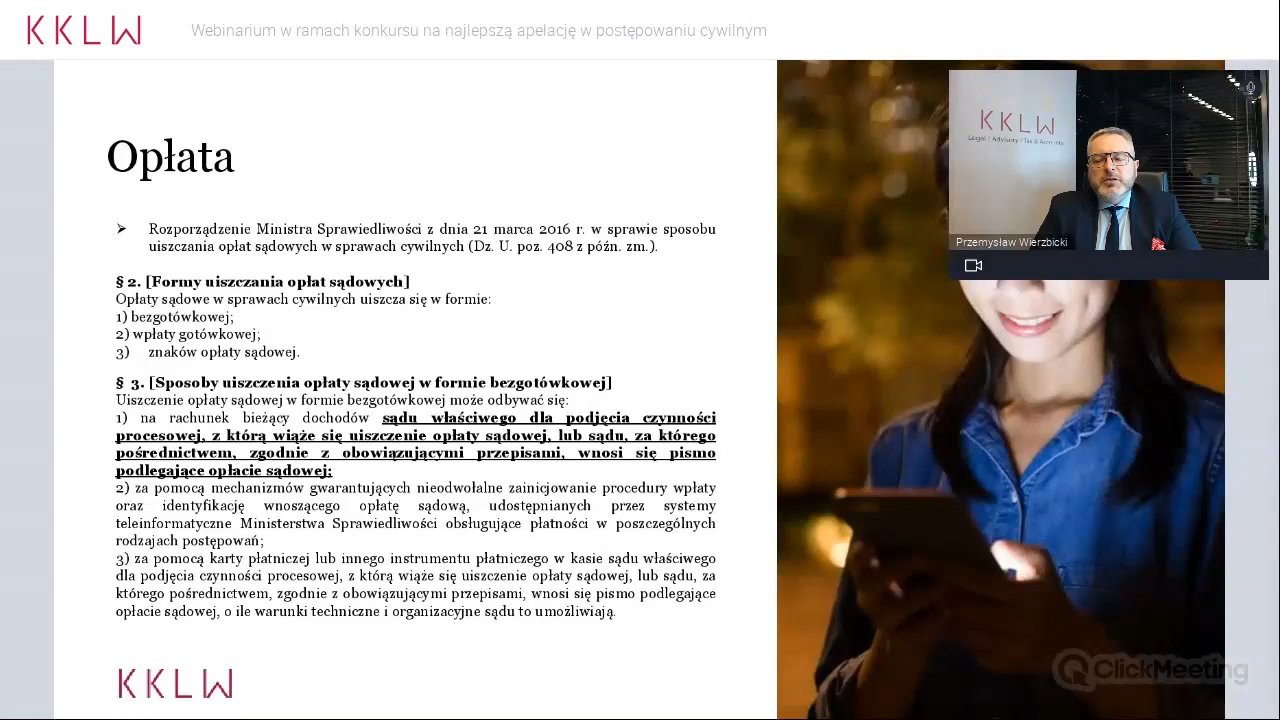 KKLW
Webinarium w ramach konkursu na najlepszą apelację w postępowaniu cywilnym
Opłata
➢ Rozporządzenie Ministra Sprawiedliwości z dnia 21 marca 2016 r. w sprawie sposobu
uiszczania opłat sądowych w sprawach cywilnych (Dz. U. poz. 408 z późn. zm.).
§ 2. [Formy uiszczania opłat sądowych]
Opłaty sądowe w sprawach cywilnych uiszcza się w formie:
1) bezgotówkowej;
2) wpłaty gotówkowej;
3) znaków opłaty sądowej.
§ 3. [Sposoby uiszczenia opłaty sądowej w formie bezgotówkowej]
Uiszczenie opłaty sądowej w formie bezgotówkowej może odbywać się:
1) na rachunek bieżący dochodów sądu właściwego dla podjęcia czynności
procesowej, z którą wiąże się uiszczenie opłaty sądowej, lub sądu, za którego
pośrednictwem, zgodnie z obowiązującymi przepisami, wnosi się pismo
podlegające opłacie sądowej;
2) za pomocą mechanizmów gwarantujących nieodwołalne zainicjowanie procedury wpłaty
oraz identyfikację wnoszącego opłatę sądową, udostępnianych przez systemy
teleinformatyczne Ministerstwa Sprawiedliwości obsługujące płatności w poszczególnych
rodzajach postępowań;
3) za pomocą karty płatniczej lub innego instrumentu płatniczego w kasie sądu właściwego
dla podjęcia czynności procesowej, z którą wiąże się uiszczenie opłaty sądowej, lub sądu, za
którego pośrednictwem, zgodnie z obowiązującymi przepisami, wnosi się pismo podlegające
opłacie sądowej, o ile warunki techniczne i organizacyjne sądu to umożliwiają.
KKLW
KKLW
Legal / Advisory / Tax & Accounts
Przemysław Wierzbicki
ClickMeeting